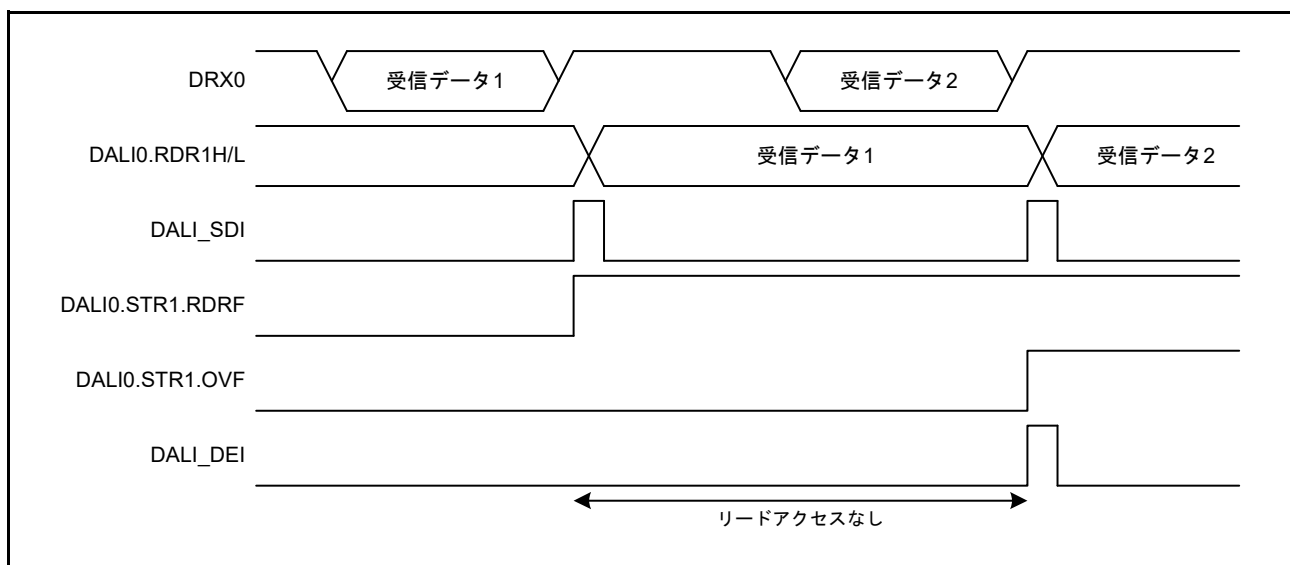 DRX0
受信データ1
受信データ2
DALI0.RDR1H/L
受信データ1
受信データ2
DALI_SDI
DALI0.STR1.RDRF
DALI0.STR1.OVF
DALI_DEI
リードアクセスなし